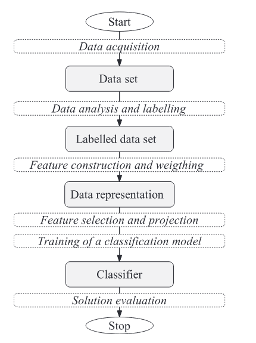 Start
Data acquisition
Data set
Data analysis and labelling
Labelled data set
Feature construction and weigthing
Data representation
Feature selection and projection
Training of a classification model
Classifier
Solution evaluation
Stop